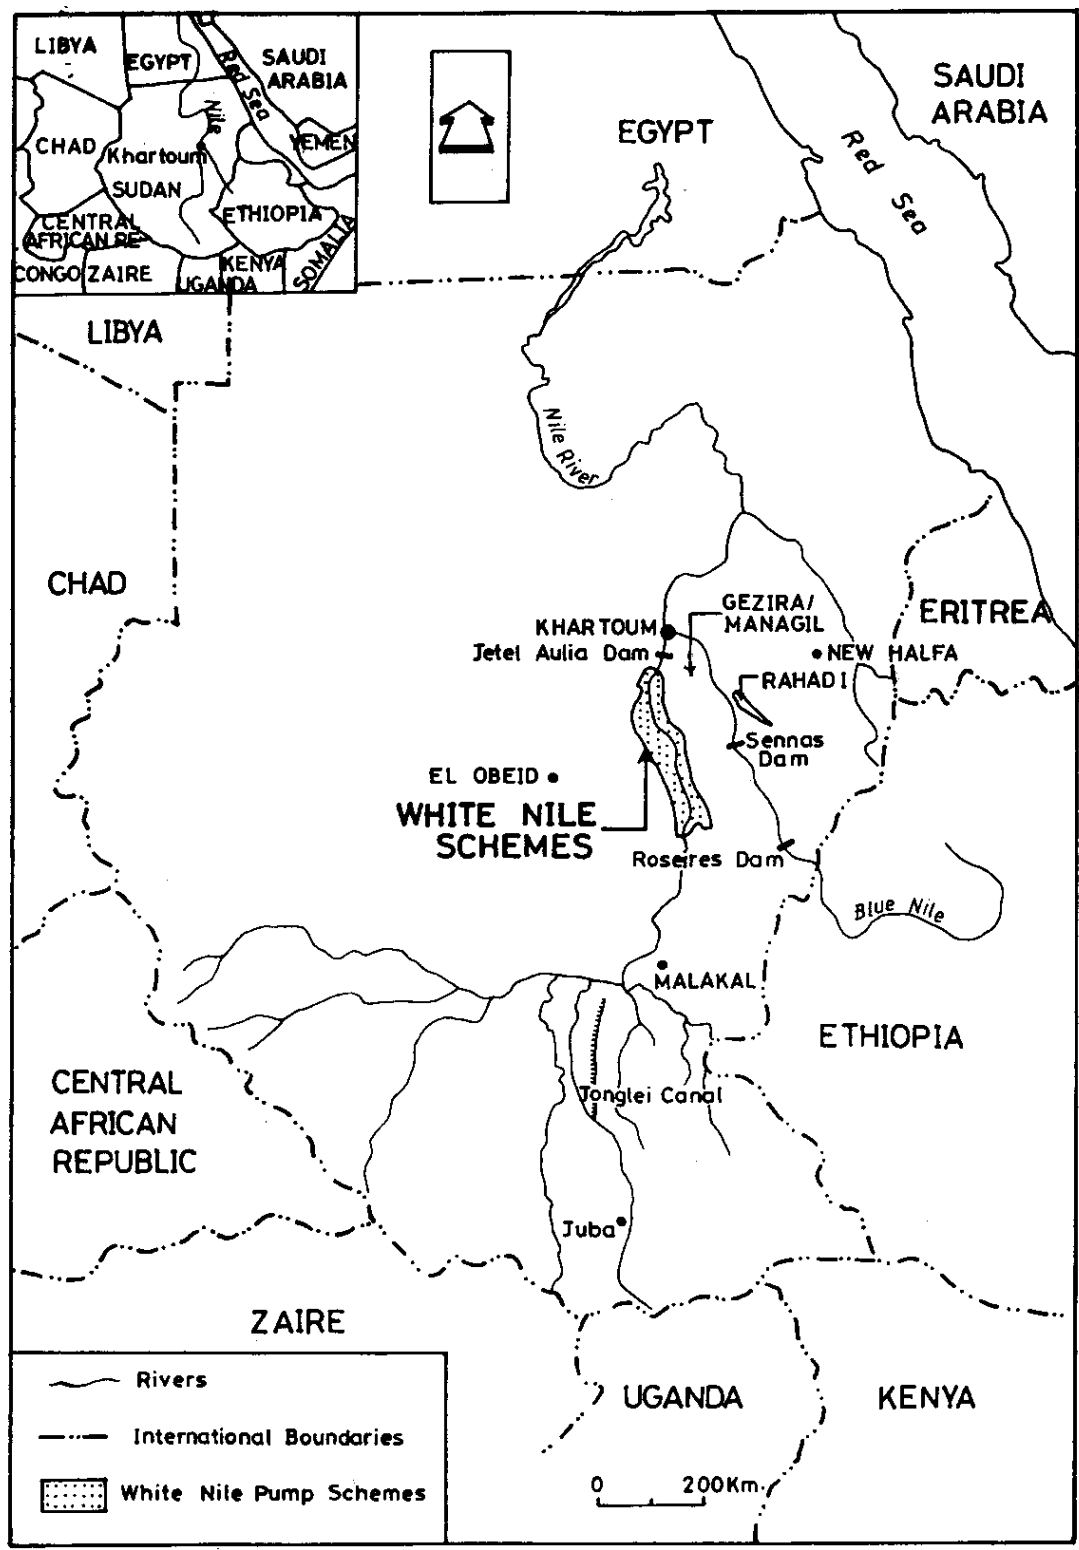 LIBYA
EGYPT
Red Sea
SAUDI
ARABIA
Nile
CHAD
Khartoum
YEMEN
SUDAN
ETHIOPIA
CENTRAL
AFRICAN RE
SOMALIA
CONGO
ZAIRE
UGANDA
KENYA
EGYPT
SAUDI
ARABIA
Red Sea
LIBYA
Nile River
CHAD
GEZIRA/
MANAGIL
ERITREA
KHARTOUM
Jetel Aulia Dam
NEW HALFA
RAHAD I
Sennas
Dam
EL OBEID
WHITE NILE
SCHEMES
Roseires Dam
Blue Nile
MALAKAL
ETHIOPIA
CENTRAL
AFRICAN
REPUBLIC
Jonglei Canal
Juba
ZAIRE
UGANDA
KENYA
Rivers
International Boundaries
White Nile Pump Schemes
0 200Km.